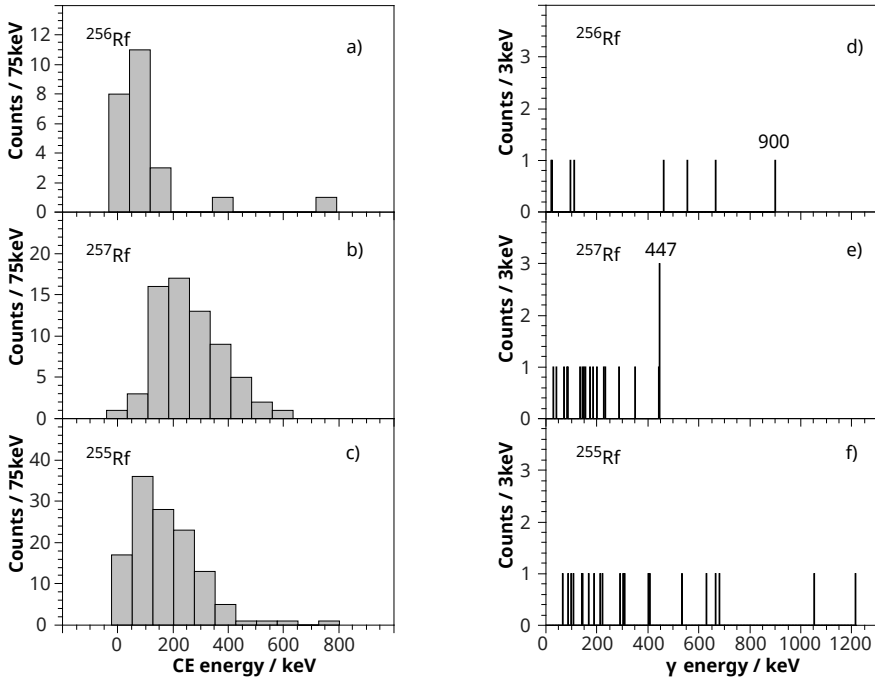 Counts / 75keV
12
10
8
6
4
2
0
²⁵⁶Rf
a)
Counts / 75keV
20
15
10
5
0
²⁵⁷Rf
b)
Counts / 75keV
40
30
20
10
0
²⁵⁵Rf
c)
0 200 400 600 800
CE energy / keV
Counts / 3keV
3
2
1
0
²⁵⁶Rf
d)
900
Counts / 3keV
3
2
1
0
²⁵⁷Rf
447
e)
Counts / 3keV
3
2
1
0
²⁵⁵Rf
f)
0 200 400 600 800 1000 1200
γ energy / keV